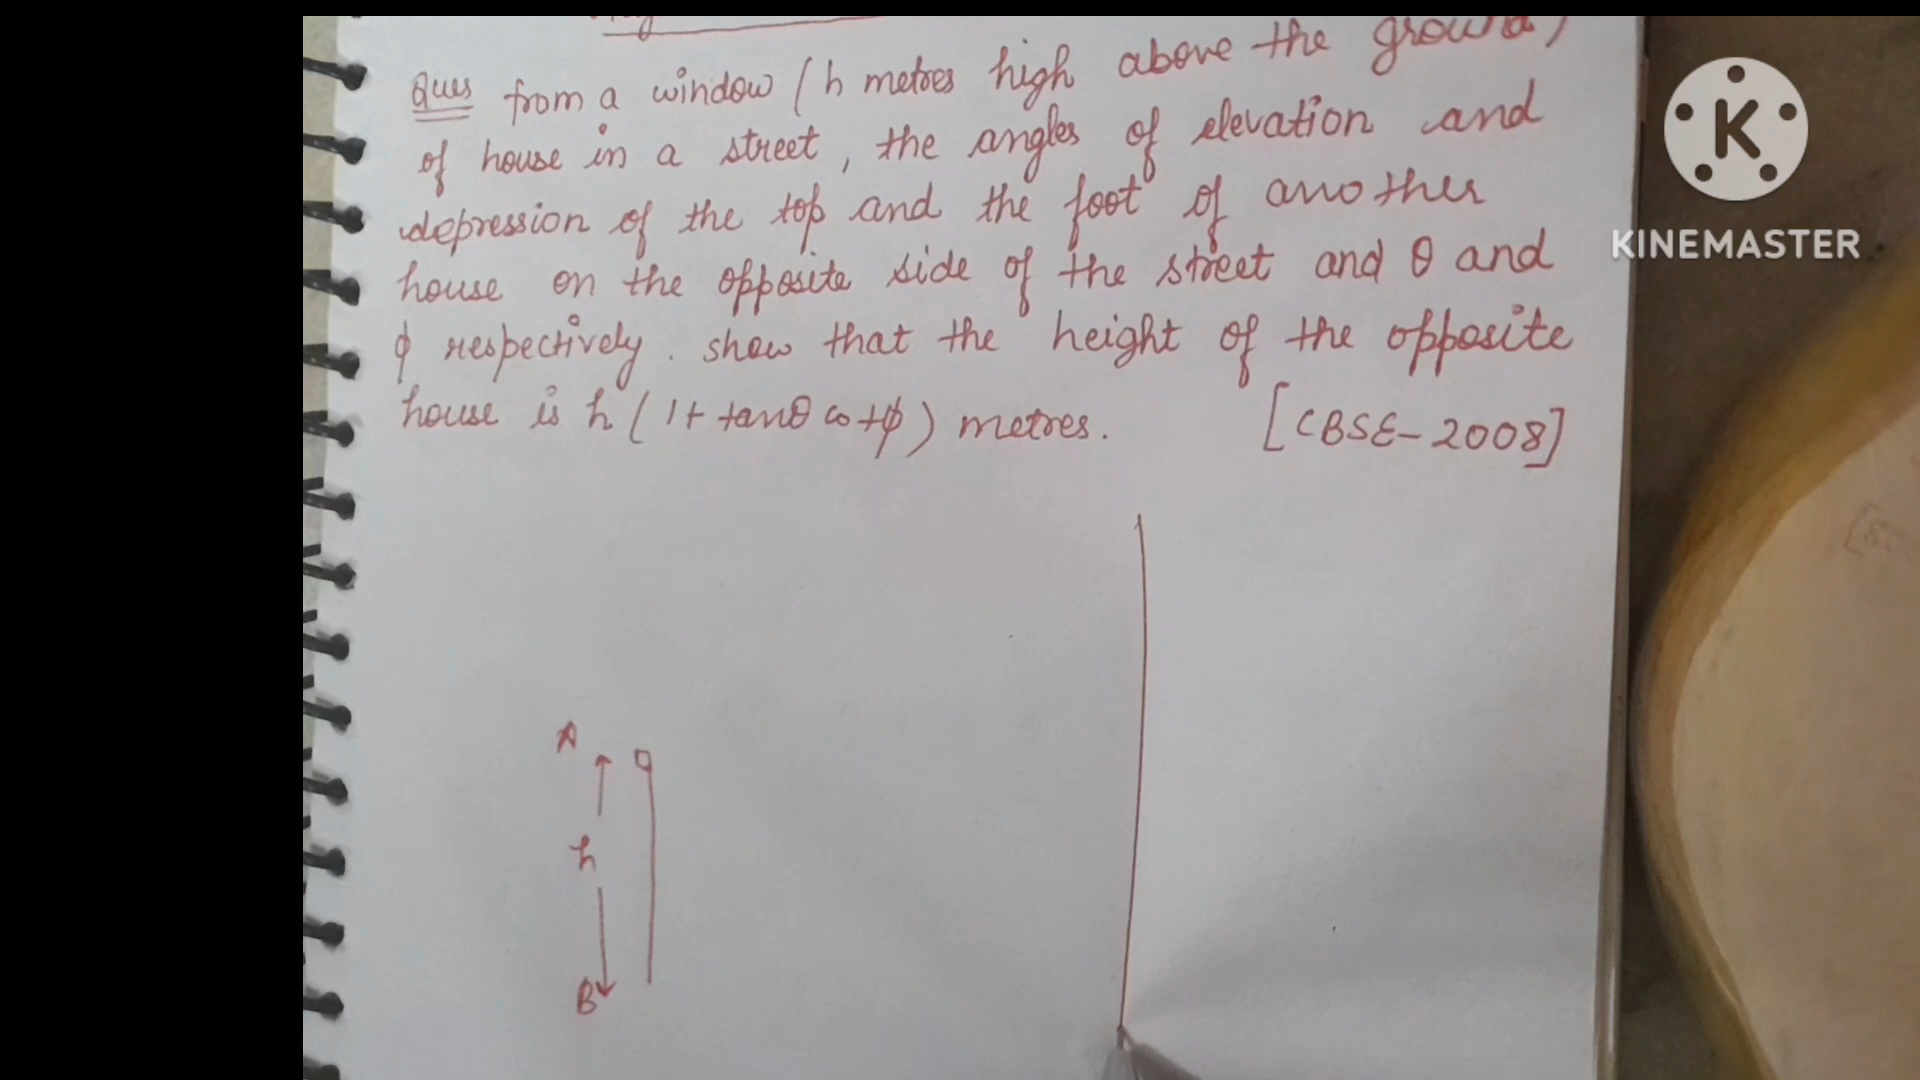 Ques from a window (h metres high above the ground)
of house in a street, the angles of elevation and
depression of the top and the foot of another
house on the opposite side of the street and θ and
φ respectively. show that the height of the opposite
house is h (1+ tanθ cotφ) metres. [CBSE-2008]
A
h
B
K
KINEMASTER